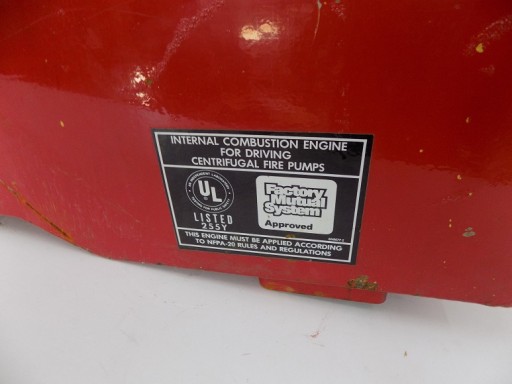 INTERNAL COMBUSTION ENGINE
FOR DRIVING
CENTRIFUGAL FIRE PUMPS
UL
®
LISTED
255Y
Factory
Mutual
System
Approved
THIS ENGINE MUST BE APPLIED ACCORDING
TO NFPA-20 RULES AND REGULATIONS